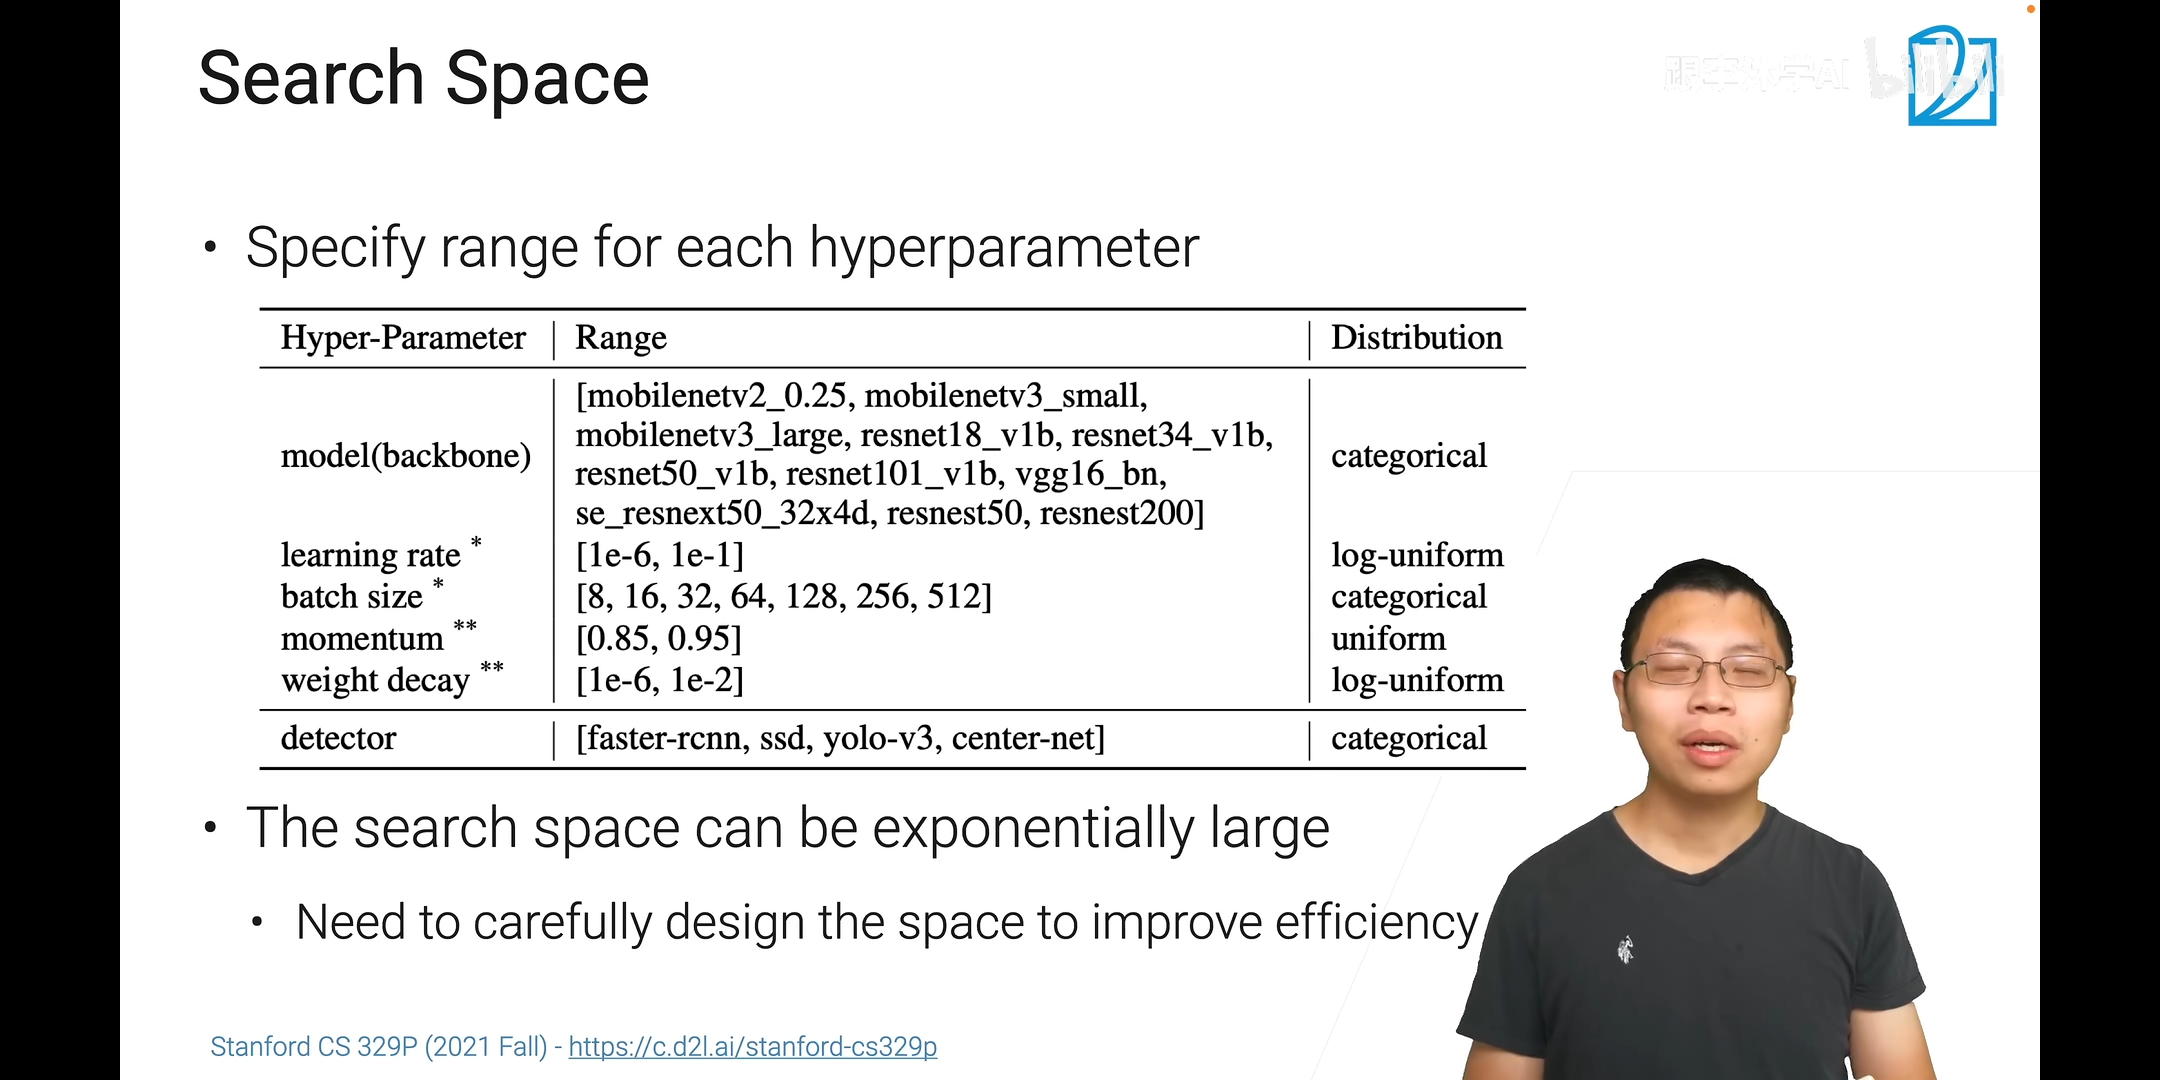 Search Space
跟李沐学AI bilibili
• Specify range for each hyperparameter
Hyper-Parameter Range Distribution
model(backbone) [mobilenetv2_0.25, mobilenetv3_small, mobilenetv3_large, resnet18_v1b, resnet34_v1b, resnet50_v1b, resnet101_v1b, vgg16_bn, se_resnext50_32x4d, resnest50, resnest200] categorical
learning rate * [1e-6, 1e-1] log-uniform
batch size * [8, 16, 32, 64, 128, 256, 512] categorical
momentum ** [0.85, 0.95] uniform
weight decay ** [1e-6, 1e-2] log-uniform
detector [faster-rcnn, ssd, yolo-v3, center-net] categorical
• The search space can be exponentially large
• Need to carefully design the space to improve efficiency
Stanford CS 329P (2021 Fall) - https://c.d2l.ai/stanford-cs329p